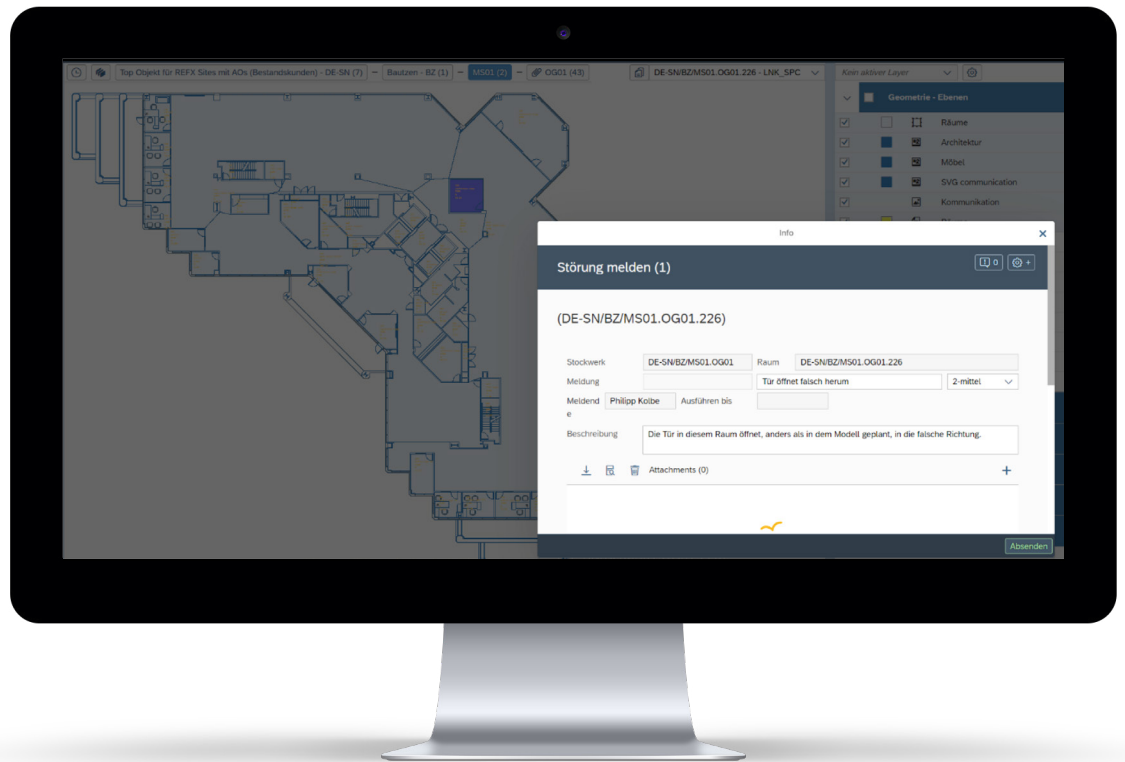 Top Objekt für REFX Sites mit AOs (Bestandskunden) - DE-SN (7) – Bautzen - BZ (1) – MS01 (2) – OG01 (43)
DE-SN/BZ/MS01.OG01.226 - LNK_SPC
Kein aktiver Layer
Geometrie - Ebenen
Räume
Architektur
Möbel
SVG communication
Kommunikation
Info
Störung melden (1)
0
+
(DE-SN/BZ/MS01.OG01.226)
Stockwerk DE-SN/BZ/MS01.OG01 Raum DE-SN/BZ/MS01.OG01.226
Meldung Tür öffnet falsch herum 2-mittel
Meldend
e
Philipp Kolbe Ausführen bis
Beschreibung Die Tür in diesem Raum öffnet, anders als in dem Modell geplant, in die falsche Richtung.
Attachments (0)
Absenden